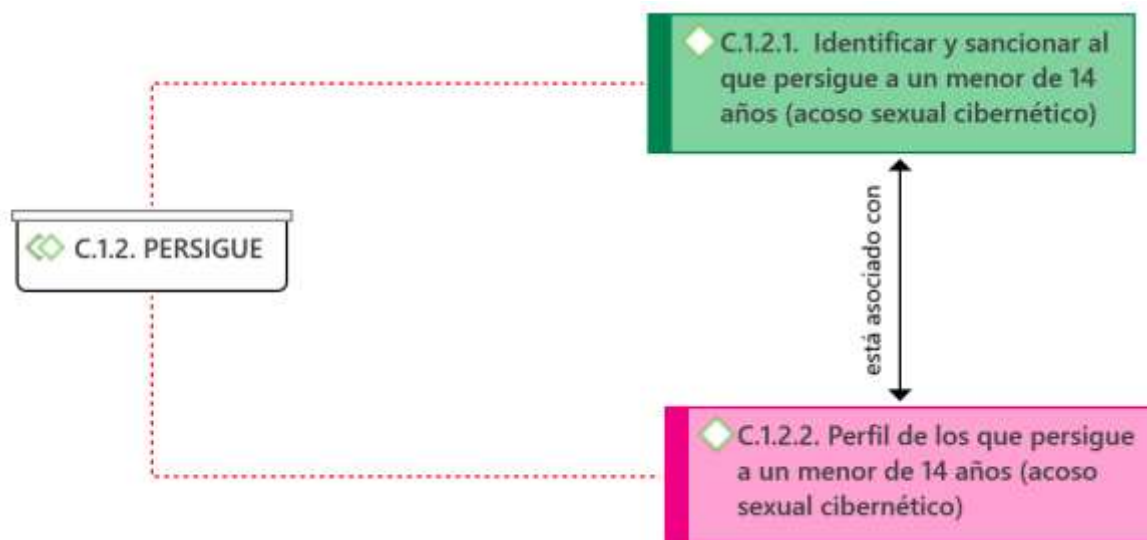 C.1.2.1. Identificar y sancionar al
que persigue a un menor de 14
años (acoso sexual cibernético)
C.1.2. PERSIGUE
está asociado con
C.1.2.2. Perfil de los que persigue
a un menor de 14 años (acoso
sexual cibernético)